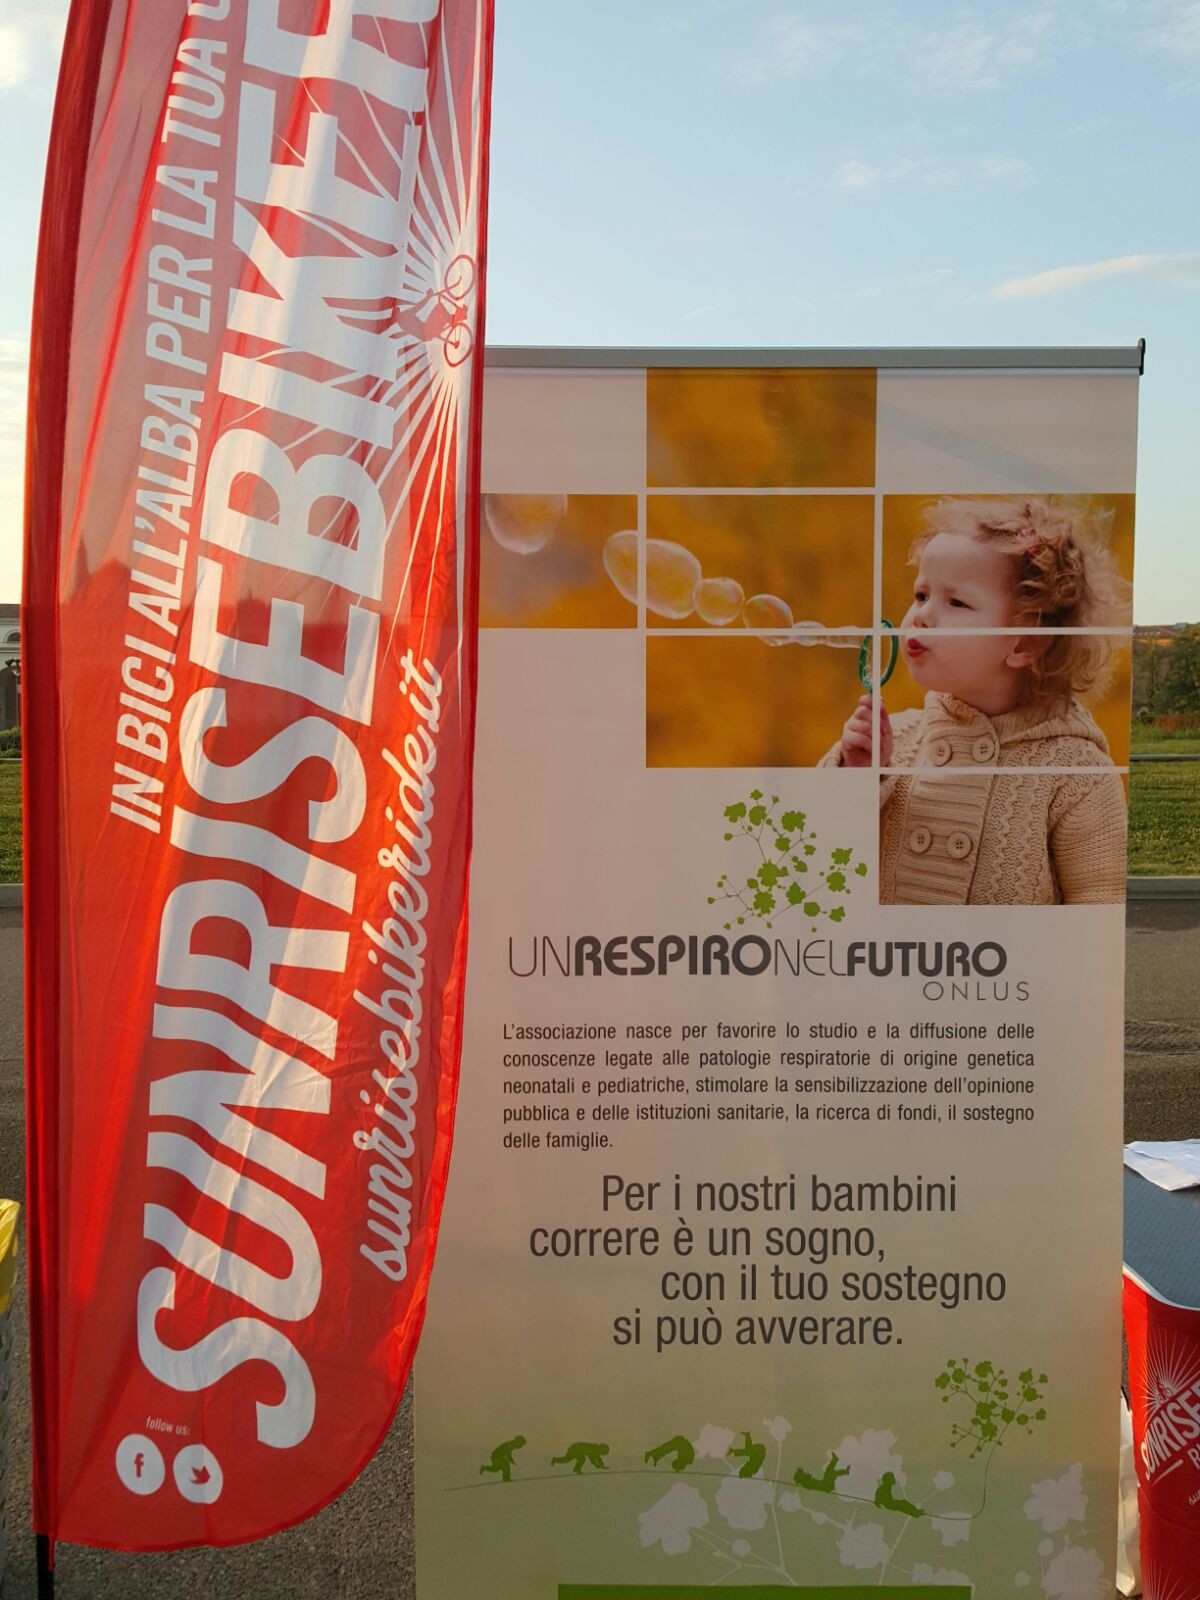 IN BICI ALL'ALBA PER LA TUA
SUNRISEBIKER
sunrisebikeride.it
follow us:
UNRESPIRONELFUTURO
ONLUS
L'associazione nasce per favorire lo studio e la diffusione delle
conoscenze legate alle patologie respiratorie di origine genetica
neonatali e pediatriche, stimolare la sensibilizzazione dell'opinione
pubblica e delle istituzioni sanitarie, la ricerca di fondi, il sostegno
delle famiglie.
Per i nostri bambini
correre è un sogno,
con il tuo sostegno
si può avverare.
SUNRISE